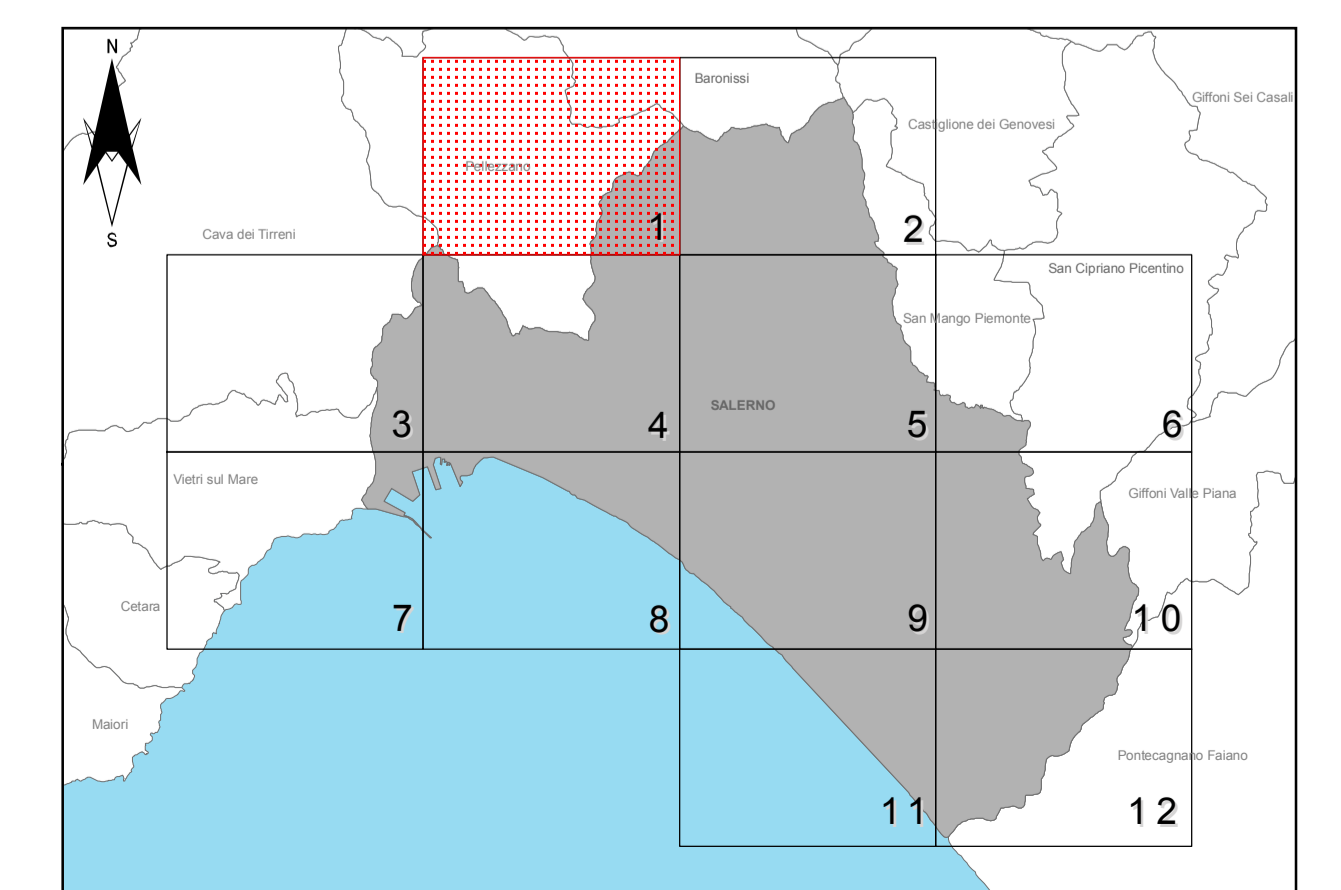 N
S
Baronissi
Giffoni Sei Casali
Castiglione dei Genovesi
Pellezzano
1
2
Cava dei Tirreni
San Cipriano Picentino
San Mango Piemonte
SALERNO
3
4
5
6
Vietri sul Mare
Giffoni Valle Piana
Cetara
7
8
9
10
Maiori
Pontecagnano Faiano
11
12